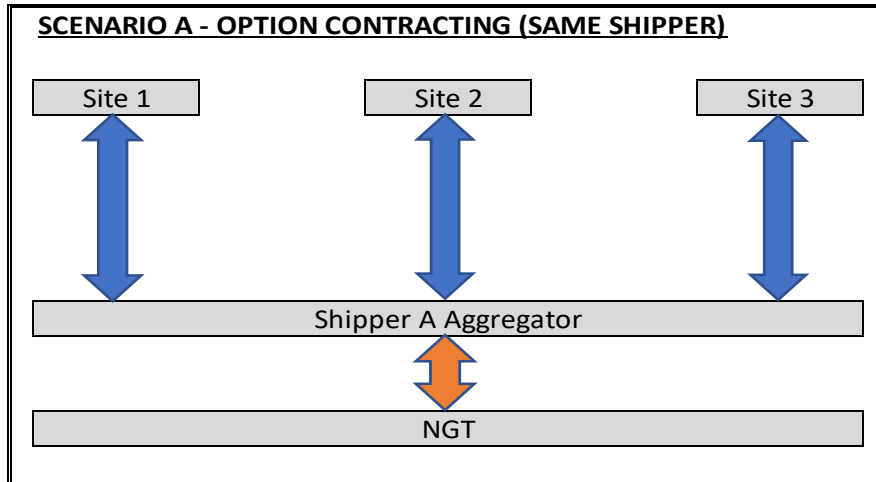 SCENARIO A - OPTION CONTRACTING (SAME SHIPPER)
Site 1
Site 2
Site 3
Shipper A Aggregator
NGT